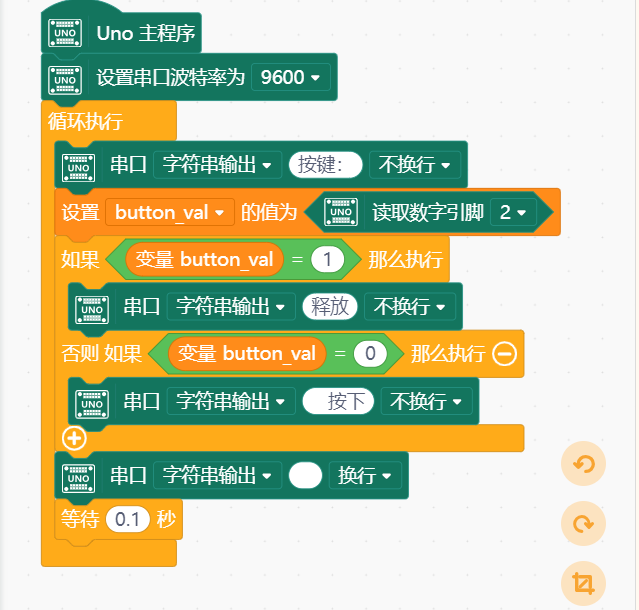 UNO Uno 主程序
UNO 设置串口波特率为 9600
循环执行
UNO 串口 字符串输出 按键: 不换行
设置 button_val 的值为 UNO 读取数字引脚 2
如果 变量 button_val = 1 那么执行
UNO 串口 字符串输出 释放 不换行
否则 如果 变量 button_val = 0 那么执行
UNO 串口 字符串输出 按下 不换行
UNO 串口 字符串输出 换行
等待 0.1 秒